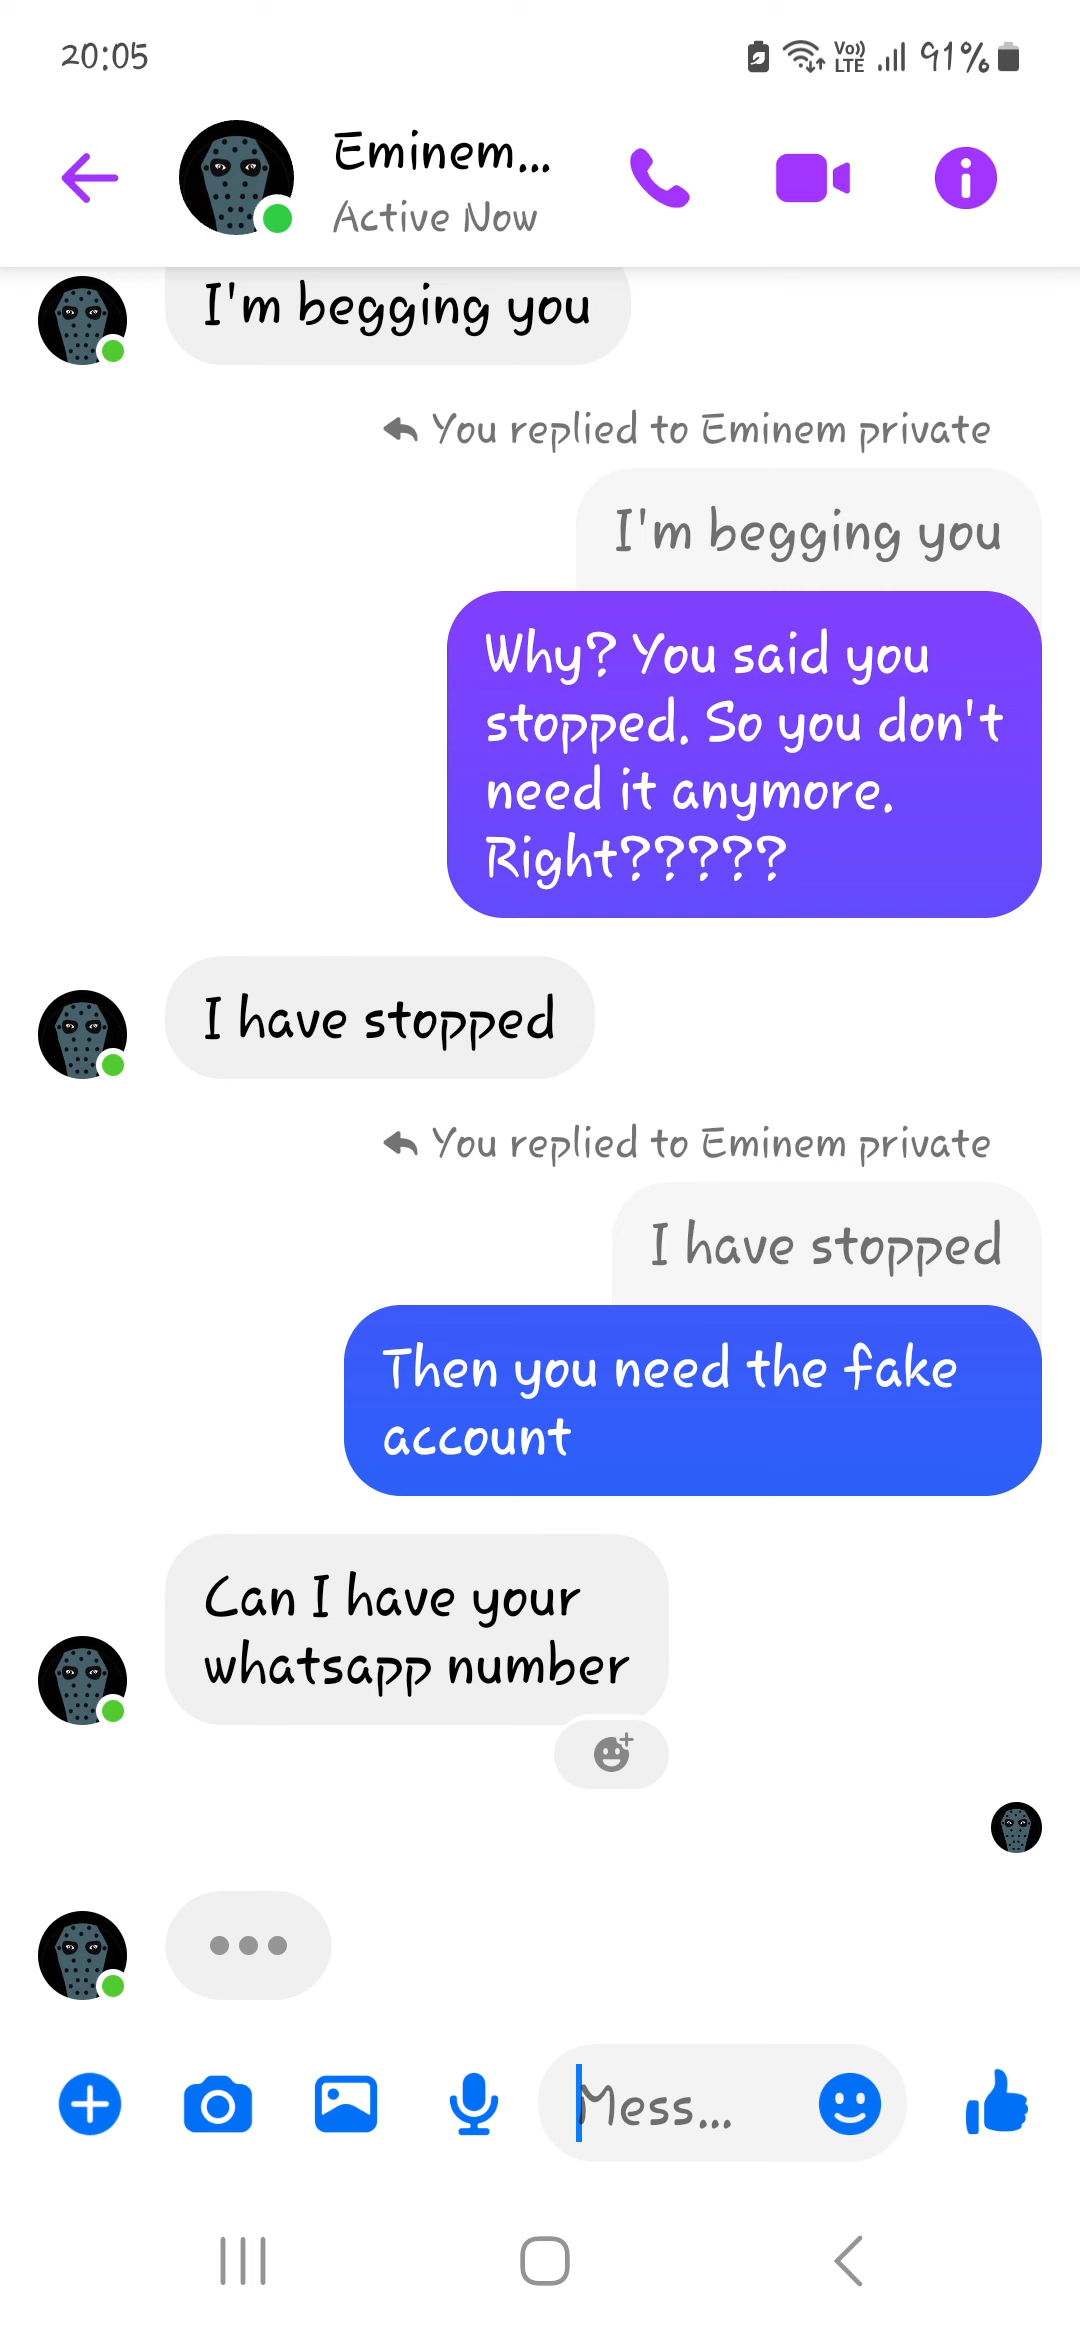 20:05
Vo))
LTE
91%
Eminem...
Active Now
I'm begging you
You replied to Eminem private
I'm begging you
Why? You said you
stopped. So you don't
need it anymore.
Right?????
I have stopped
You replied to Eminem private
I have stopped
Then you need the fake
account
Can I have your
whatsapp number
Mess...